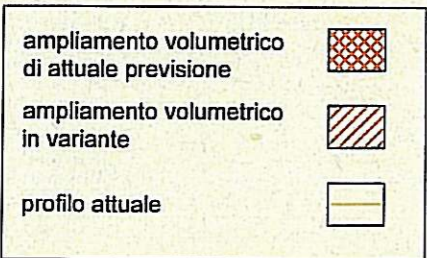 ampliamento volumetrico
di attuale previsione
ampliamento volumetrico
in variante
profilo attuale